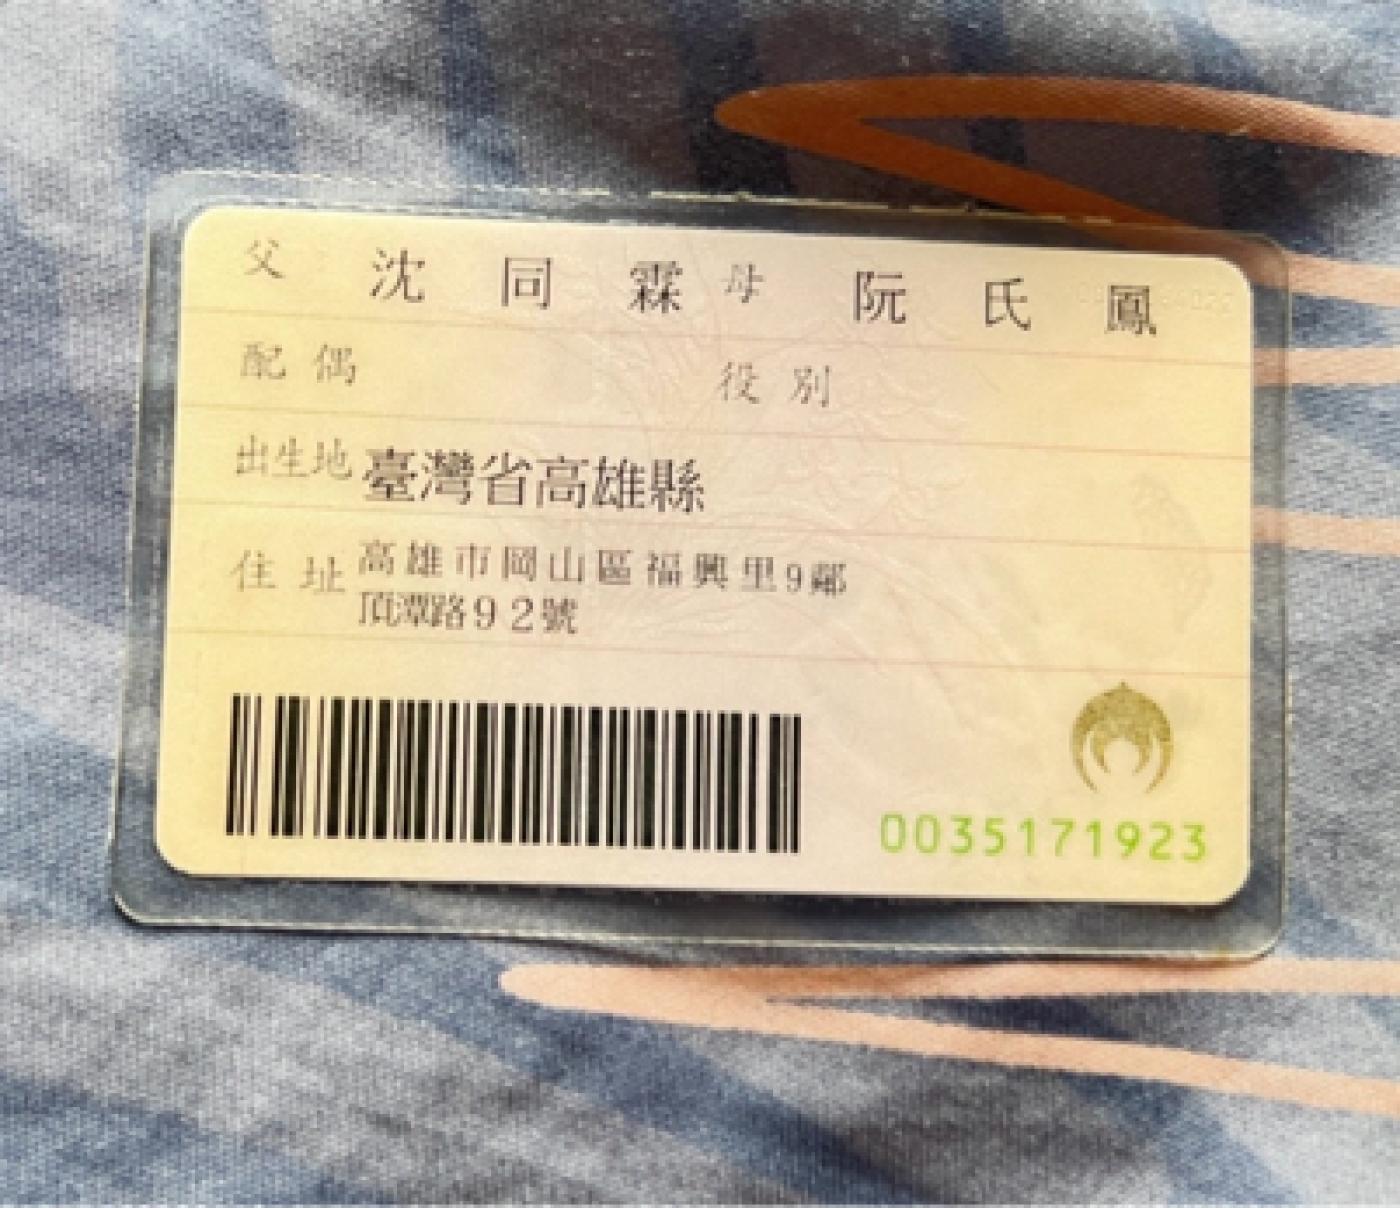 父 沈同霖 母 阮氏鳳
配偶 役別
出生地 臺灣省高雄縣
住址 高雄市岡山區福興里9鄰
頂潭路92號
0035171923